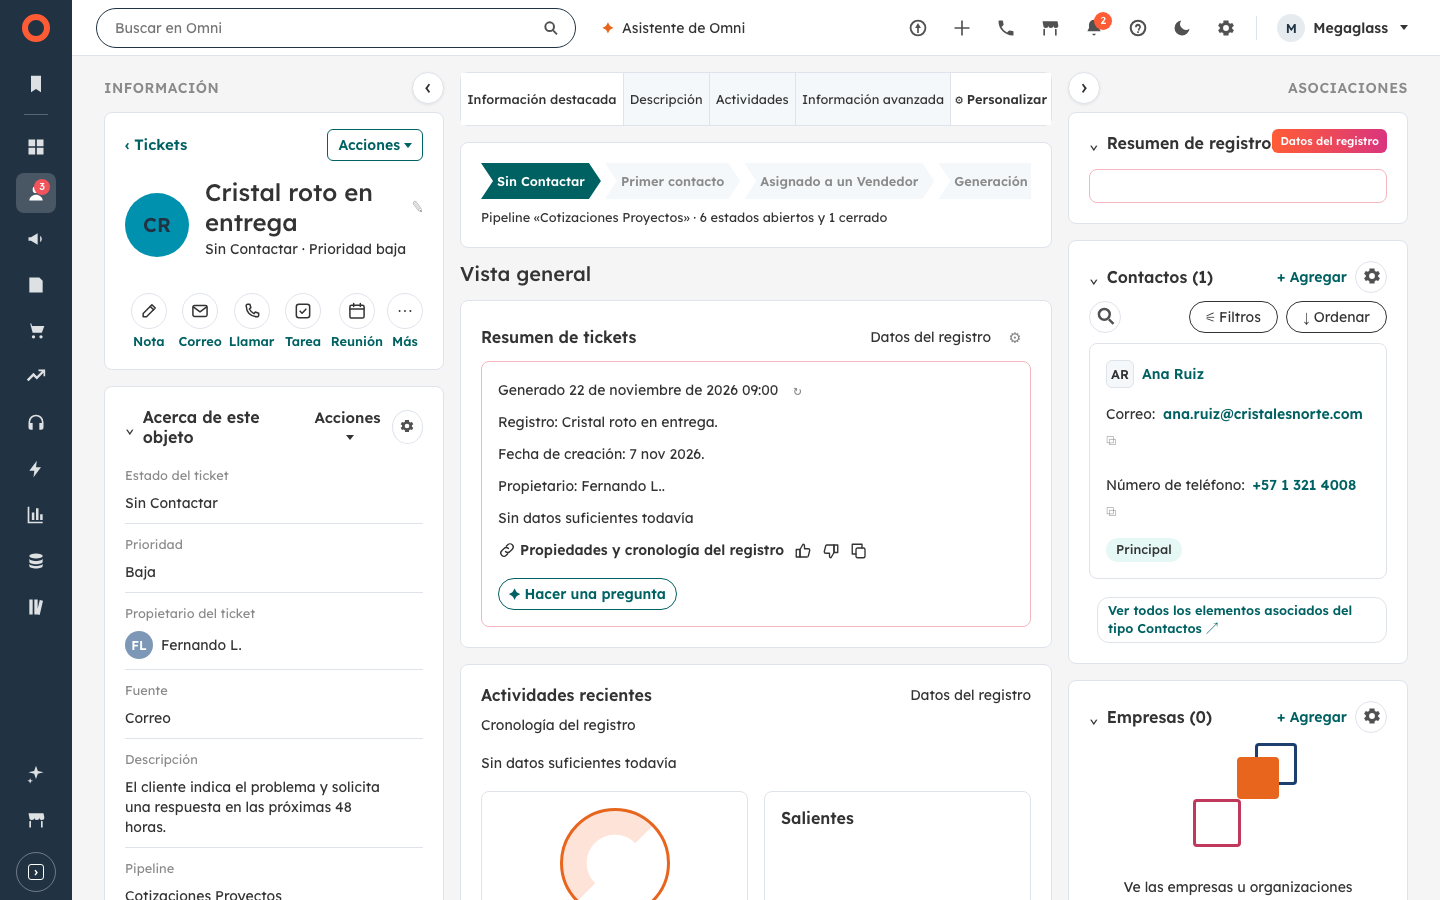 Buscar en Omni
Asistente de Omni
2
M
Megaglass
3
INFORMACIÓN
‹ Tickets
Acciones
CR
Cristal roto en
entrega
Sin Contactar · Prioridad baja
Nota
Correo
Llamar
Tarea
Reunión
Más
Acerca de este
objeto
Acciones
Estado del ticket
Sin Contactar
Prioridad
Baja
Propietario del ticket
FL
Fernando L.
Fuente
Correo
Descripción
El cliente indica el problema y solicita
una respuesta en las próximas 48
horas.
Pipeline
Cotizaciones Proyectos
Información destacada
Descripción
Actividades
Información avanzada
Personalizar
Sin Contactar
Primer contacto
Asignado a un Vendedor
Generación
Pipeline «Cotizaciones Proyectos» · 6 estados abiertos y 1 cerrado
Vista general
Resumen de tickets
Datos del registro
Generado 22 de noviembre de 2026 09:00
Registro: Cristal roto en entrega.
Fecha de creación: 7 nov 2026.
Propietario: Fernando L..
Sin datos suficientes todavía
Propiedades y cronología del registro
Hacer una pregunta
Actividades recientes
Datos del registro
Cronología del registro
Sin datos suficientes todavía
Salientes
ASOCIACIONES
Resumen de registro
Datos del registro
Contactos (1)
+ Agregar
Filtros
↓ Ordenar
AR
Ana Ruiz
Correo: ana.ruiz@cristalesnorte.com
Número de teléfono: +57 1 321 4008
Principal
Ver todos los elementos asociados del
tipo Contactos ↗
Empresas (0)
+ Agregar
Ve las empresas u organizaciones